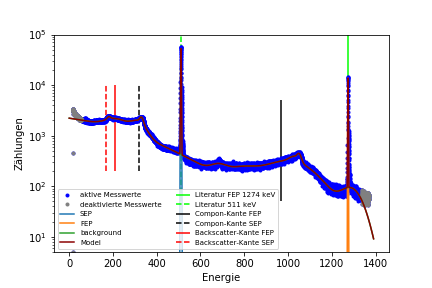 10^5
10^4
10^3
10^2
10^1
Zählungen
aktive Messwerte
deaktivierte Messwerte
SEP
FEP
background
Model
Literatur FEP 1274 keV
Literatur 511 keV
Compon-Kante FEP
Compon-Kante SEP
Backscatter-Kante FEP
Backscatter-Kante SEP
0 200 400 600 800 1000 1200 1400
Energie